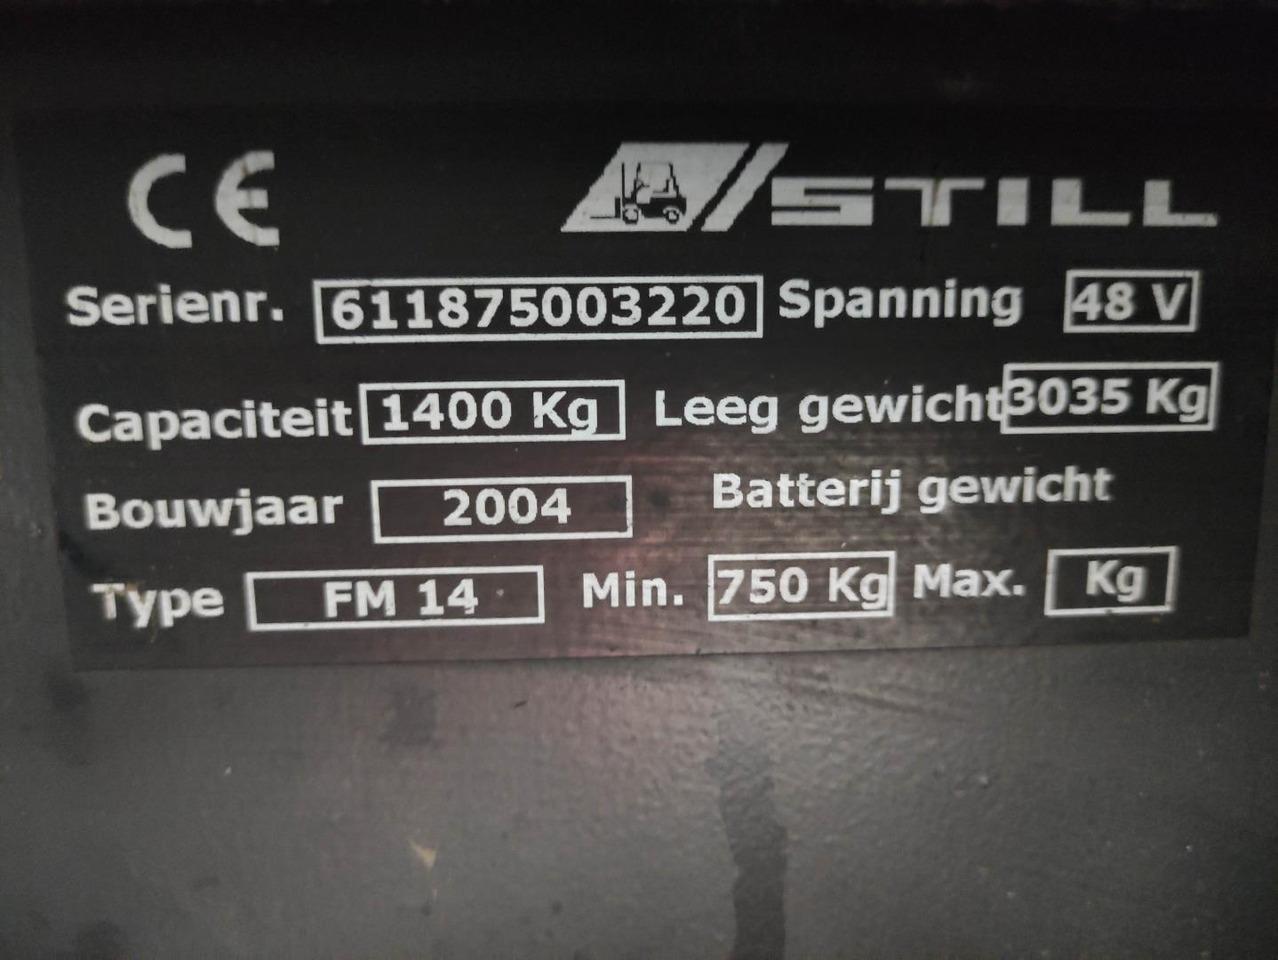 CE STILL
Serienr. 611875003220 Spanning 48 V
Capaciteit 1400 Kg Leeg gewicht 3035 Kg
Bouwjaar 2004 Batterij gewicht
Type FM 14 Min. 750 Kg Max. Kg